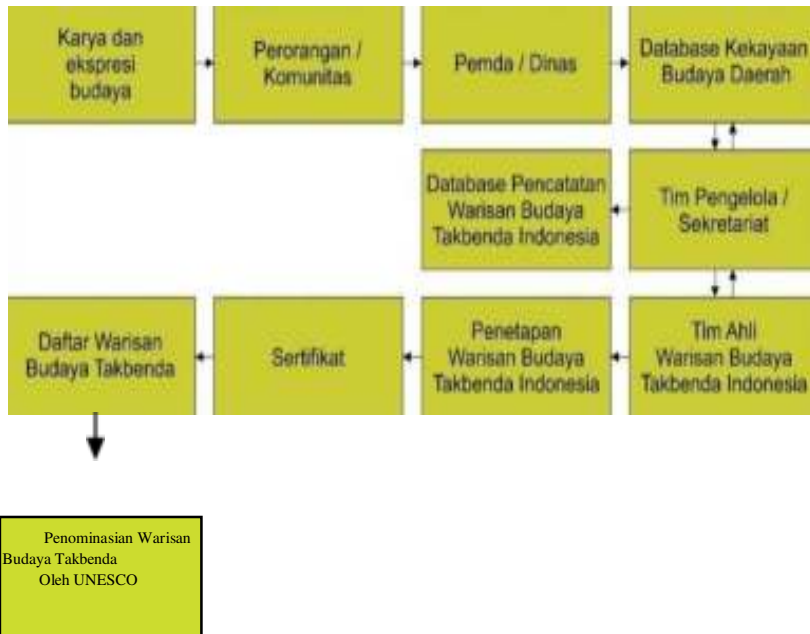 Karya dan
ekspresi
budaya
Perorangan /
Komunitas
Pemda / Dinas
Database Kekayaan
Budaya Daerah
Database Pencatatan
Warisan Budaya
Takbenda Indonesia
Tim Pengelola /
Sekretariat
Daftar Warisan
Budaya Takbenda
Sertifikat
Penetapan
Warisan Budaya
Takbenda Indonesia
Tim Ahli
Warisan Budaya
Takbenda Indonesia
Penominasian Warisan
Budaya Takbenda
Oleh UNESCO